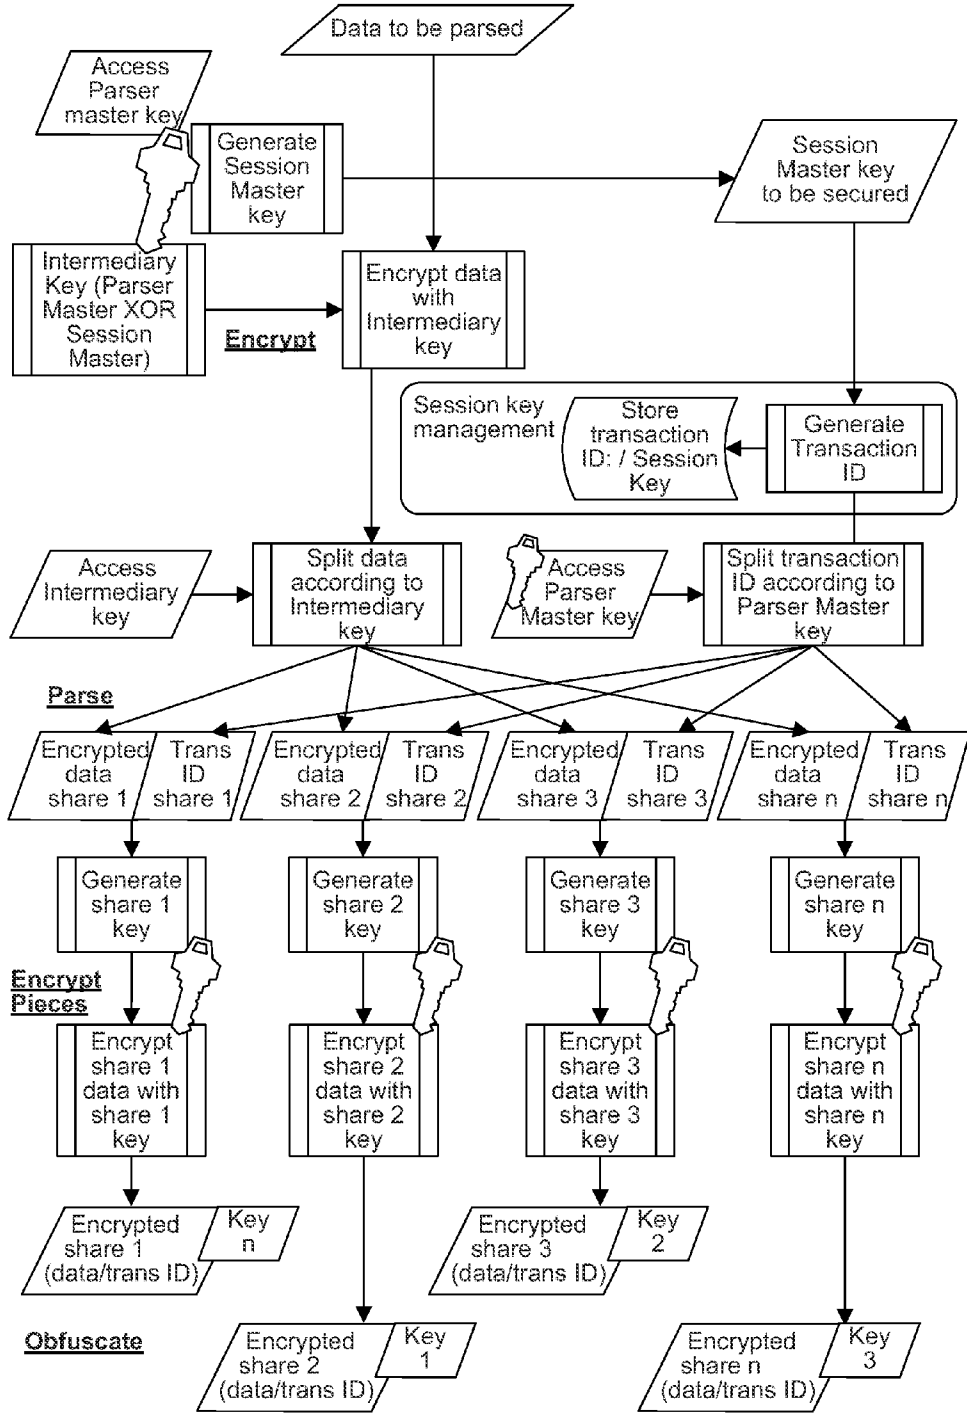 Data to be parsed
Access
Parser
master key
Generate
Session
Master
key
Session
Master key
to be secured
Intermediary
Key (Parser
Master XOR
Session
Master)
Encrypt
Encrypt data
with
Intermediary
key
Session key
management
Store
transaction
ID: / Session
Key
Generate
Transaction
ID
Access
Intermediary
key
Split data
according to
Intermediary
key
Access
Parser
Master key
Split transaction
ID according to
Parser Master
key
Parse
Encrypted
data
share 1
Trans
ID
share 1
Encrypted
data
share 2
Trans
ID
share 2
Encrypted
data
share 3
Trans
ID
share 3
Encrypted
data
share n
Trans
ID
share n
Generate
share 1
key
Generate
share 2
key
Generate
share 3
key
Generate
share n
key
Encrypt
Pieces
Encrypt
share 1
data with
share 1
key
Encrypt
share 2
data with
share 2
key
Encrypt
share 3
data with
share 3
key
Encrypt
share n
data with
share n
key
Encrypted
share 1
(data/trans ID)
Key
n
Encrypted
share 3
(data/trans ID)
Key
2
Obfuscate
Encrypted
share 2
(data/trans ID)
Key
1
Encrypted
share n
(data/trans ID)
Key
3